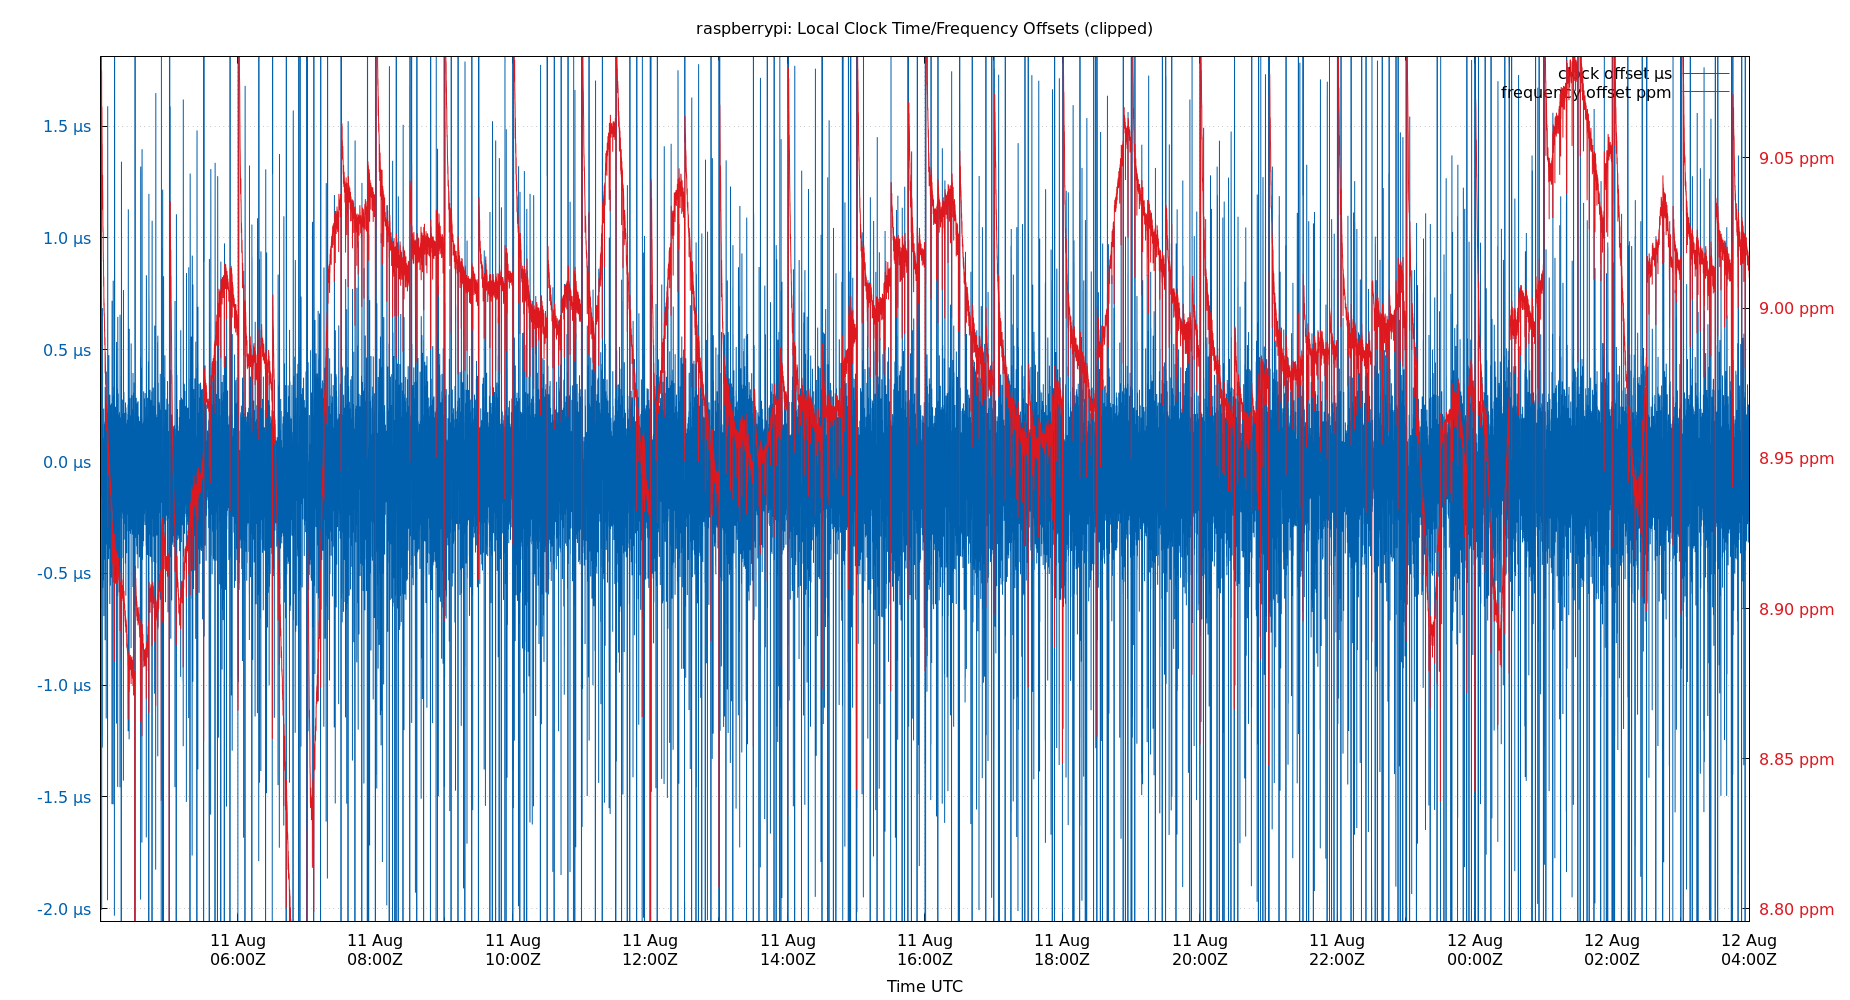 raspberrypi: Local Clock Time/Frequency Offsets (clipped)
clock offset µs
frequency offset ppm
1.5 µs
1.0 µs
0.5 µs
0.0 µs
-0.5 µs
-1.0 µs
-1.5 µs
-2.0 µs
9.05 ppm
9.00 ppm
8.95 ppm
8.90 ppm
8.85 ppm
8.80 ppm
11 Aug 11 Aug 11 Aug 11 Aug 11 Aug 11 Aug 11 Aug 11 Aug 11 Aug 12 Aug 12 Aug 12 Aug
06:00Z 08:00Z 10:00Z 12:00Z 14:00Z 16:00Z 18:00Z 20:00Z 22:00Z 00:00Z 02:00Z 04:00Z
Time UTC